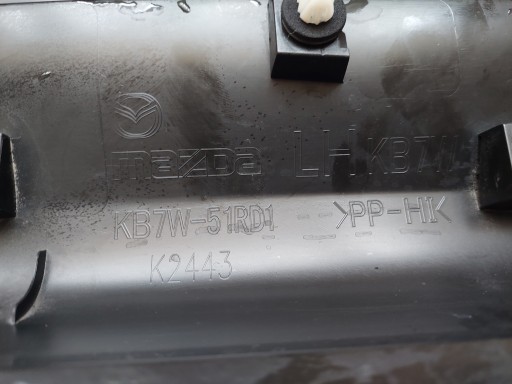 mazda LH KB7W
KB7W-51RD1 >PP-HI<
K2443